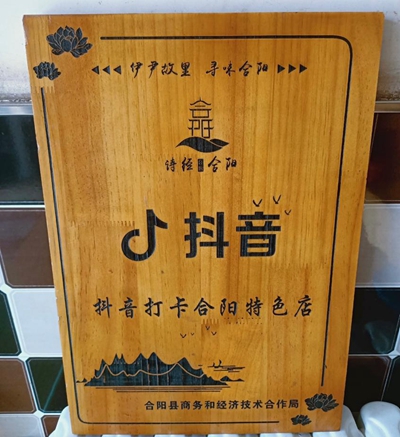 伊尹故里 寻味合阳
诗经合阳
抖音
抖音打卡合阳特色店
合阳县商务和经济技术合作局